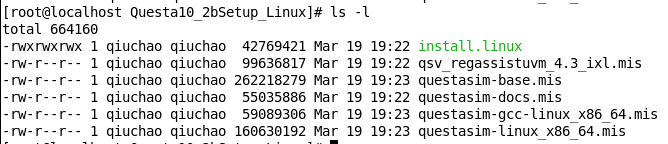 [root@localhost Questa10_2bSetup_Linux]# ls -l
total 664160
-rwxrwxrwx 1 qiuchao qiuchao  42769421 Mar 19 19:22 install.linux
-rw-r--r-- 1 qiuchao qiuchao  99636817 Mar 19 19:22 qsv_regassistuvm_4.3_ixl.mis
-rw-r--r-- 1 qiuchao qiuchao 262218279 Mar 19 19:23 questasim-base.mis
-rw-r--r-- 1 qiuchao qiuchao  55035886 Mar 19 19:22 questasim-docs.mis
-rw-r--r-- 1 qiuchao qiuchao  59089306 Mar 19 19:23 questasim-gcc-linux_x86_64.mis
-rw-r--r-- 1 qiuchao qiuchao 160630192 Mar 19 19:23 questasim-linux_x86_64.mis
[root@localhost Questa10_2bSetup_Linux]#